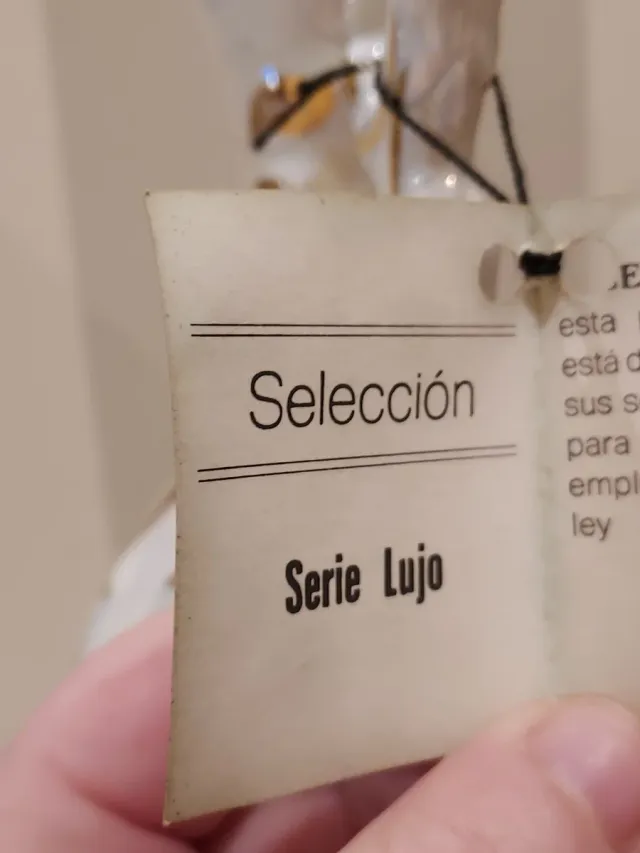 Selección
Serie Lujo
esta
está
sus
para
ley